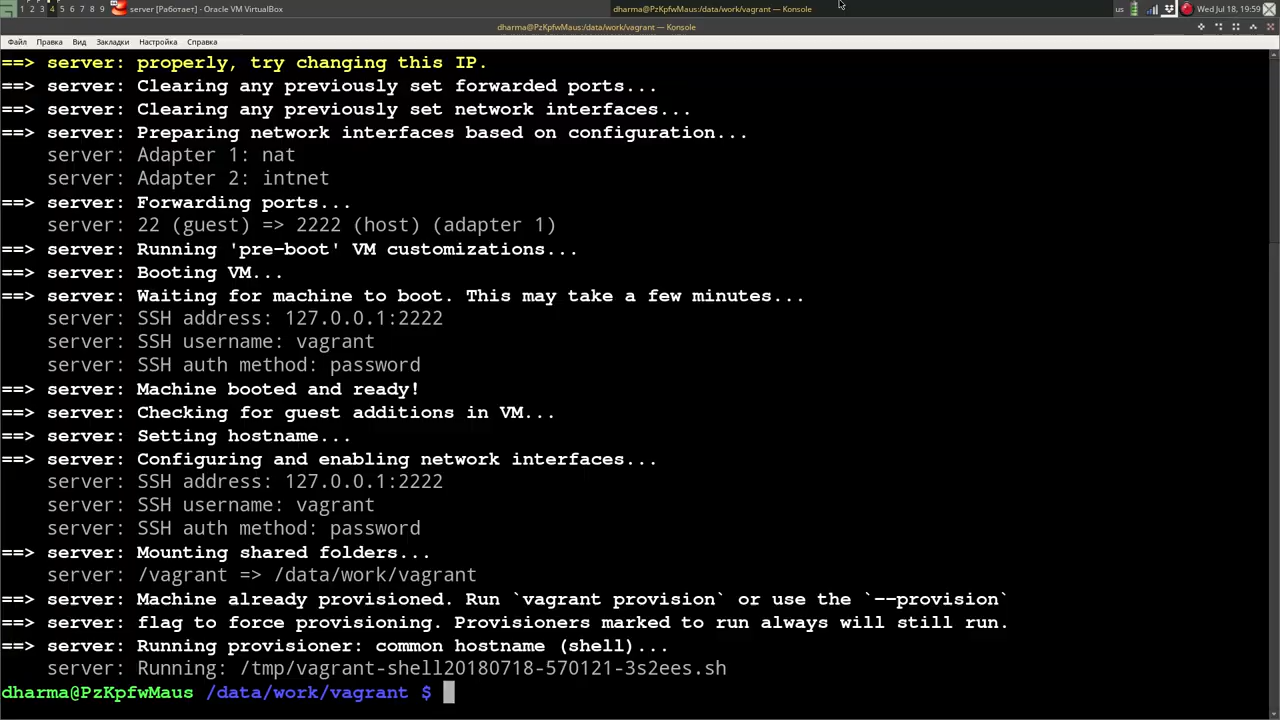 1 2 3 4 5 6 7 8 9 server [Работает] - Oracle VM VirtualBox dharma@PzKpfwMaus:/data/work/vagrant — Konsole us Wed Jul 18, 19:59
dharma@PzKpfwMaus:/data/work/vagrant — Konsole
Файл Правка Вид Закладки Настройка Справка
==> server: properly, try changing this IP.
==> server: Clearing any previously set forwarded ports...
==> server: Clearing any previously set network interfaces...
==> server: Preparing network interfaces based on configuration...
server: Adapter 1: nat
server: Adapter 2: intnet
==> server: Forwarding ports...
server: 22 (guest) => 2222 (host) (adapter 1)
==> server: Running 'pre-boot' VM customizations...
==> server: Booting VM...
==> server: Waiting for machine to boot. This may take a few minutes...
server: SSH address: 127.0.0.1:2222
server: SSH username: vagrant
server: SSH auth method: password
==> server: Machine booted and ready!
==> server: Checking for guest additions in VM...
==> server: Setting hostname...
==> server: Configuring and enabling network interfaces...
server: SSH address: 127.0.0.1:2222
server: SSH username: vagrant
server: SSH auth method: password
==> server: Mounting shared folders...
server: /vagrant => /data/work/vagrant
==> server: Machine already provisioned. Run `vagrant provision` or use the `--provision`
==> server: flag to force provisioning. Provisioners marked to run always will still run.
==> server: Running provisioner: common hostname (shell)...
server: Running: /tmp/vagrant-shell20180718-570121-3s2ees.sh
dharma@PzKpfwMaus /data/work/vagrant $